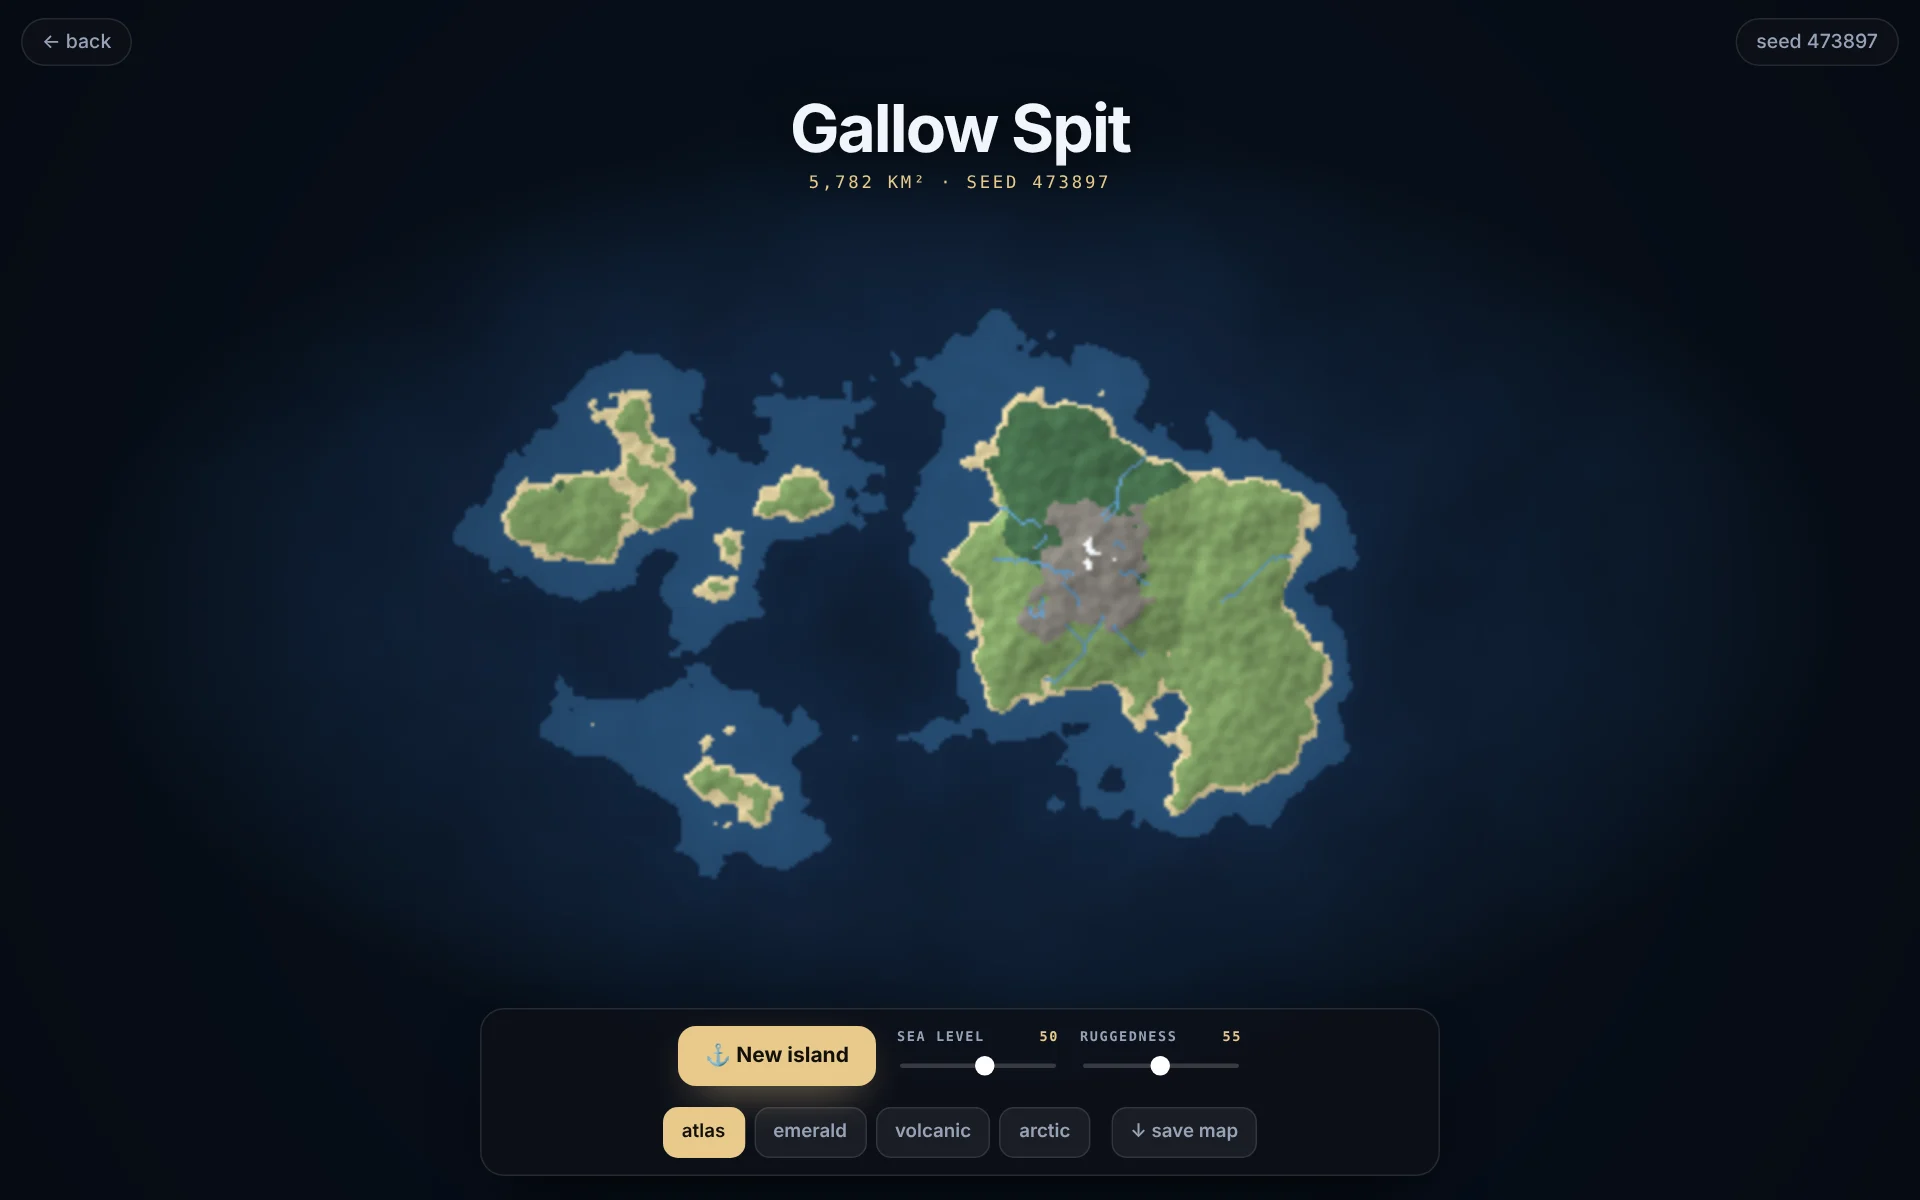 ← back
seed 473897
Gallow Spit
5,782 KM² · SEED 473897
⚓ New island
SEA LEVEL 50
RUGGEDNESS 55
atlas
emerald
volcanic
arctic
↓ save map